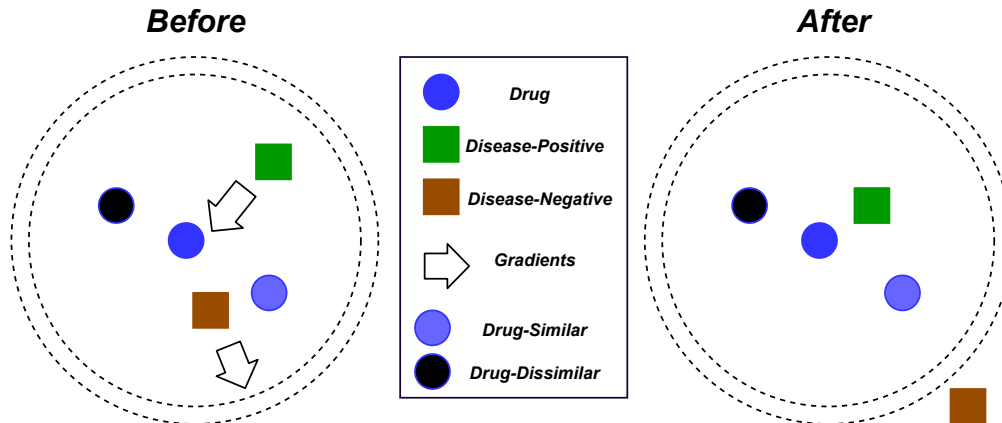 Before
After
Drug
Disease-Positive
Disease-Negative
Gradients
Drug-Similar
Drug-Dissimilar